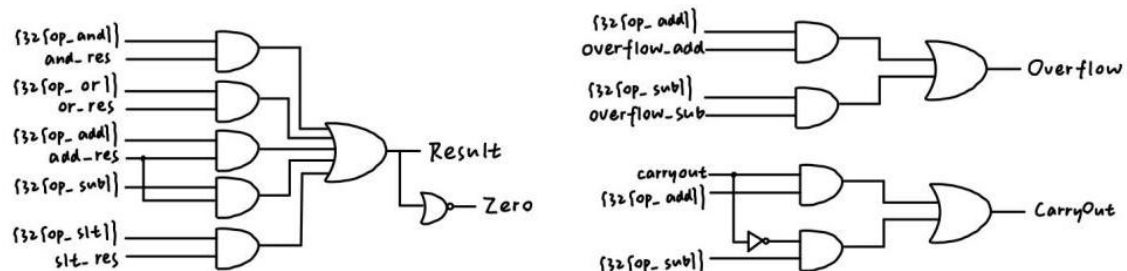 {32{op_and}}
and_res
{32{op_or}}
or_res
{32{op_add}}
add_res
{32{op_sub}}
{32{op_slt}}
slt_res
Result
Zero
{32{op_add}}
overflow_add
{32{op_sub}}
overflow_sub
Overflow
carryout
{32{op_add}}
{32{op_sub}}
CarryOut